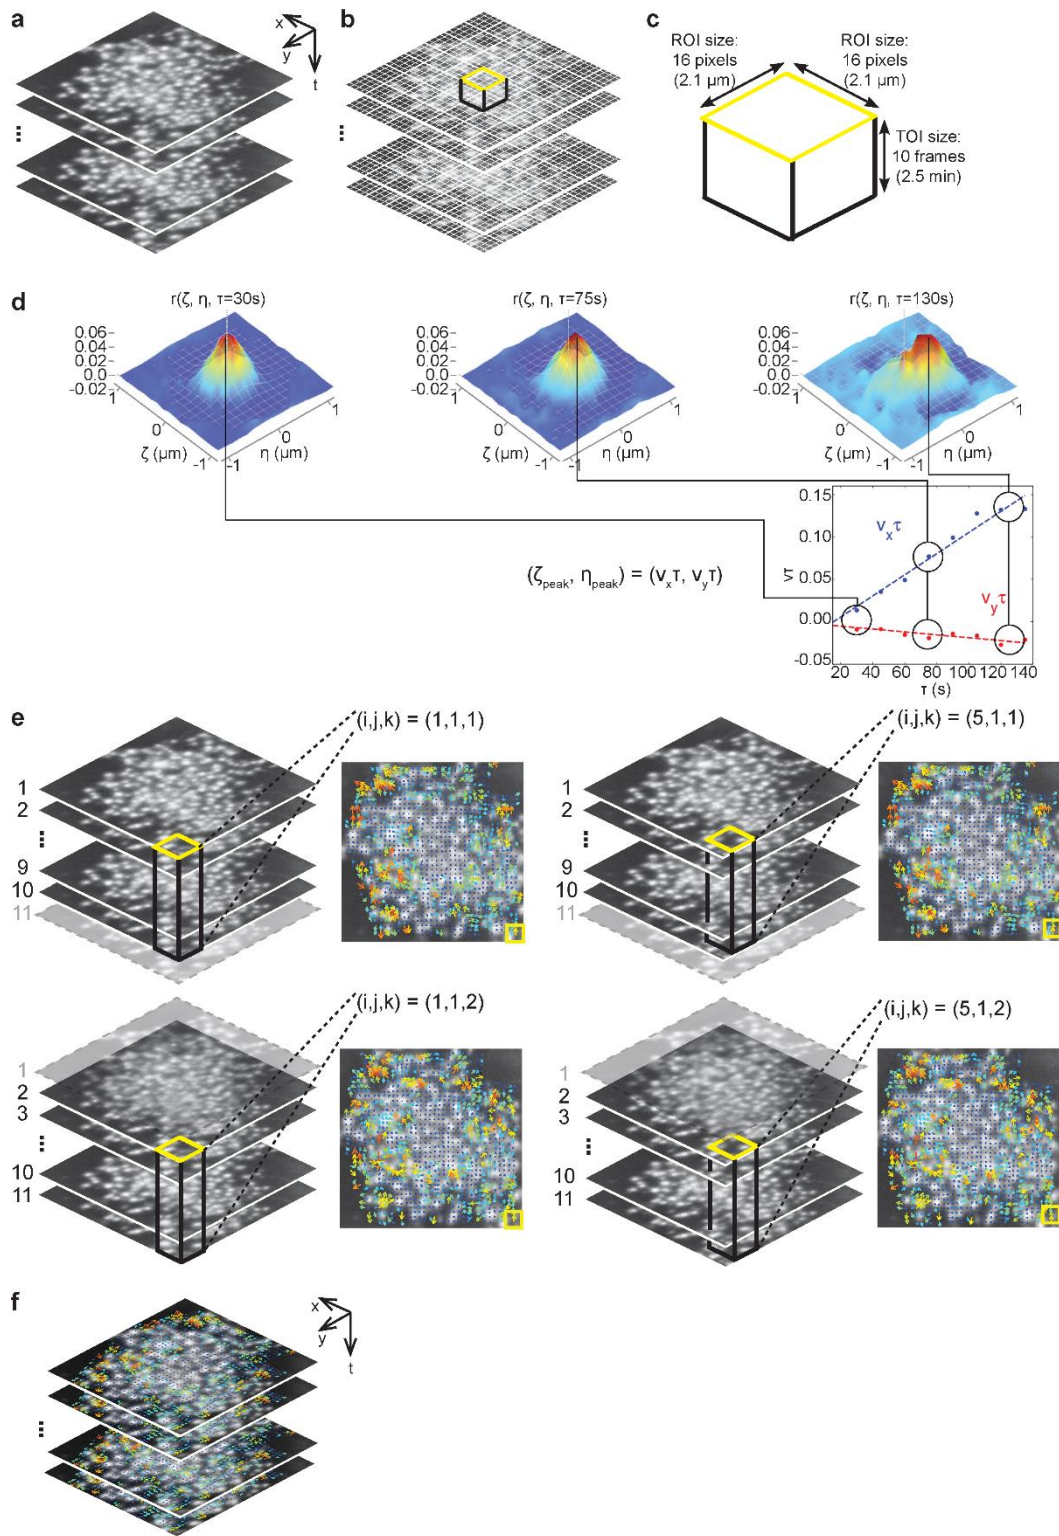 a
x
y
t
b
c
ROI size:
16 pixels
(2.1 µm)
ROI size:
16 pixels
(2.1 µm)
TOI size:
10 frames
(2.5 min)
d
r(ζ, η, τ=30s)
0.06
0.04
0.02
0.0
-0.02
1
0
-1
ζ (µm)
-1
0
1
η (µm)
r(ζ, η, τ=75s)
0.06
0.04
0.02
0.0
-0.02
1
0
-1
ζ (µm)
-1
0
1
η (µm)
r(ζ, η, τ=130s)
0.06
0.04
0.02
0.0
-0.02
1
0
-1
ζ (µm)
-1
0
1
η (µm)
(ζpeak, ηpeak) = (vxτ, vyτ)
0.15
0.10
0.05
0.00
-0.05
vτ
vxτ
vyτ
20 40 60 80 100 120 140
τ (s)
e
(i,j,k) = (1,1,1)
1
2
9
10
11
(i,j,k) = (5,1,1)
1
2
9
10
11
(i,j,k) = (1,1,2)
1
2
3
10
11
(i,j,k) = (5,1,2)
1
2
3
10
11
f
x
y
t